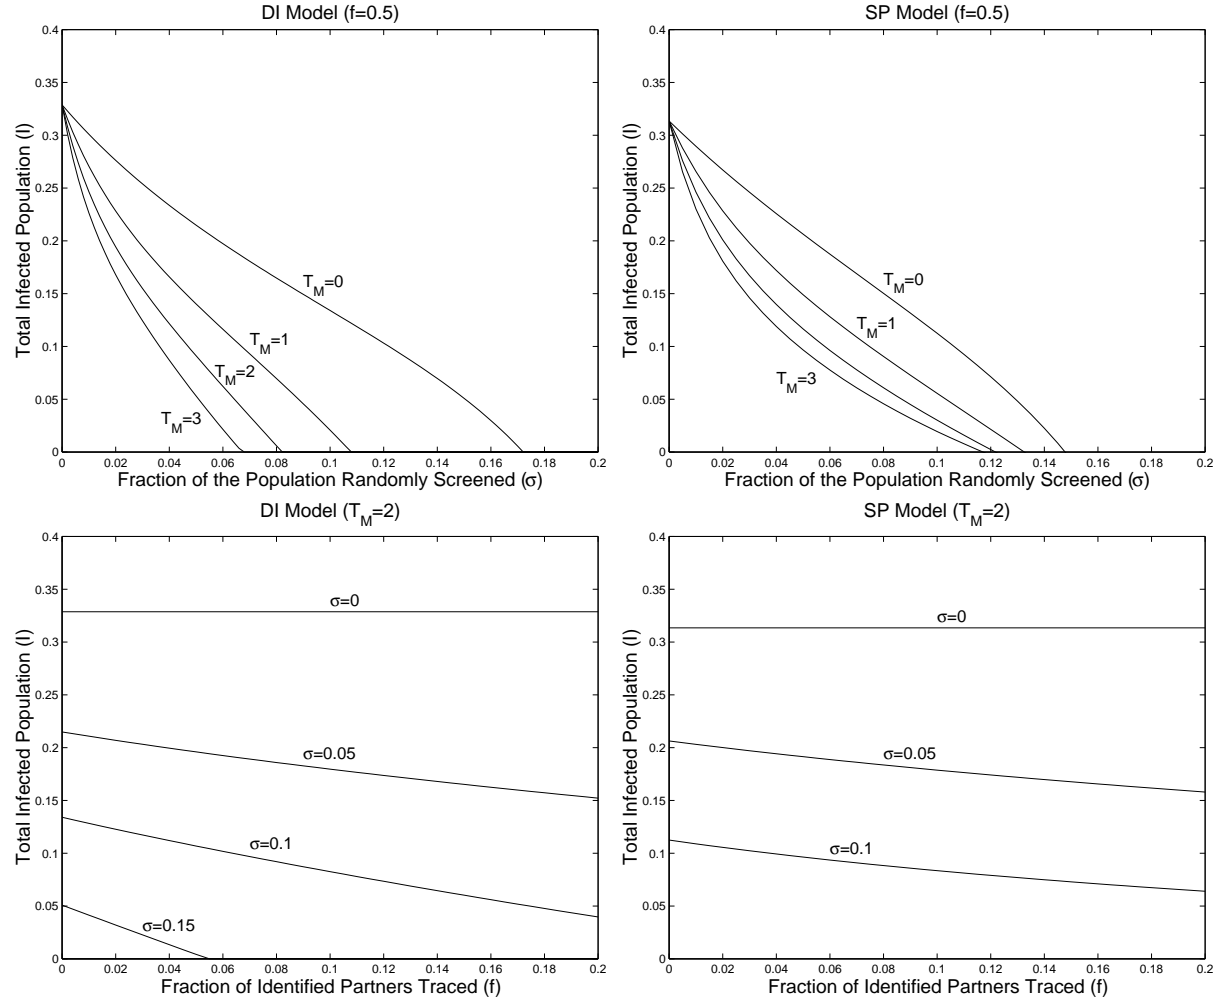 DI Model (f=0.5)
0.4
0.35
0.3
0.25
0.2
0.15
0.1
0.05
0
Total Infected Population (I)
T_M=0
T_M=1
T_M=2
T_M=3
0 0.02 0.04 0.06 0.08 0.1 0.12 0.14 0.16 0.18 0.2
Fraction of the Population Randomly Screened (σ)
SP Model (f=0.5)
0.4
0.35
0.3
0.25
0.2
0.15
0.1
0.05
0
Total Infected Population (I)
T_M=0
T_M=1
T_M=3
0 0.02 0.04 0.06 0.08 0.1 0.12 0.14 0.16 0.18 0.2
Fraction of the Population Randomly Screened (σ)
DI Model (T_M=2)
0.4
0.35
0.3
0.25
0.2
0.15
0.1
0.05
0
Total Infected Population (I)
σ=0
σ=0.05
σ=0.1
σ=0.15
0 0.02 0.04 0.06 0.08 0.1 0.12 0.14 0.16 0.18 0.2
Fraction of Identified Partners Traced (f)
SP Model (T_M=2)
0.4
0.35
0.3
0.25
0.2
0.15
0.1
0.05
0
Total Infected Population (I)
σ=0
σ=0.05
σ=0.1
0 0.02 0.04 0.06 0.08 0.1 0.12 0.14 0.16 0.18 0.2
Fraction of Identified Partners Traced (f)